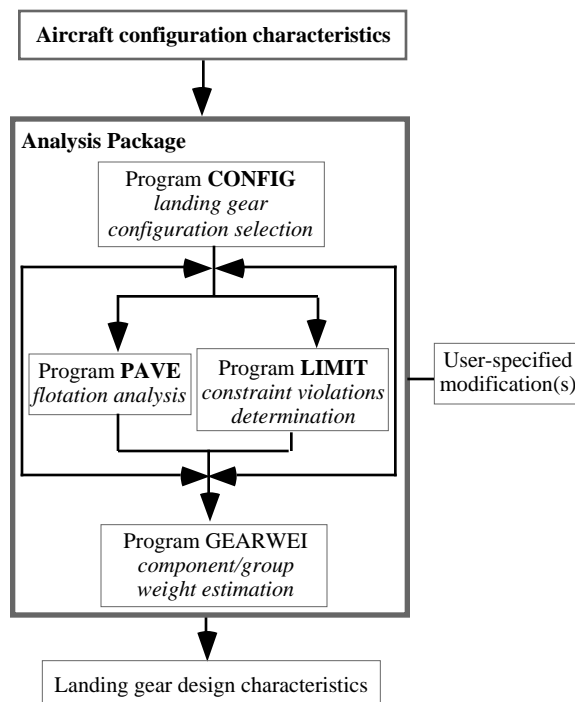 Aircraft configuration characteristics
Analysis Package
Program CONFIG
landing gear
configuration selection
Program PAVE
flotation analysis
Program LIMIT
constraint violations
determination
User-specified
modification(s)
Program GEARWEI
component/group
weight estimation
Landing gear design characteristics